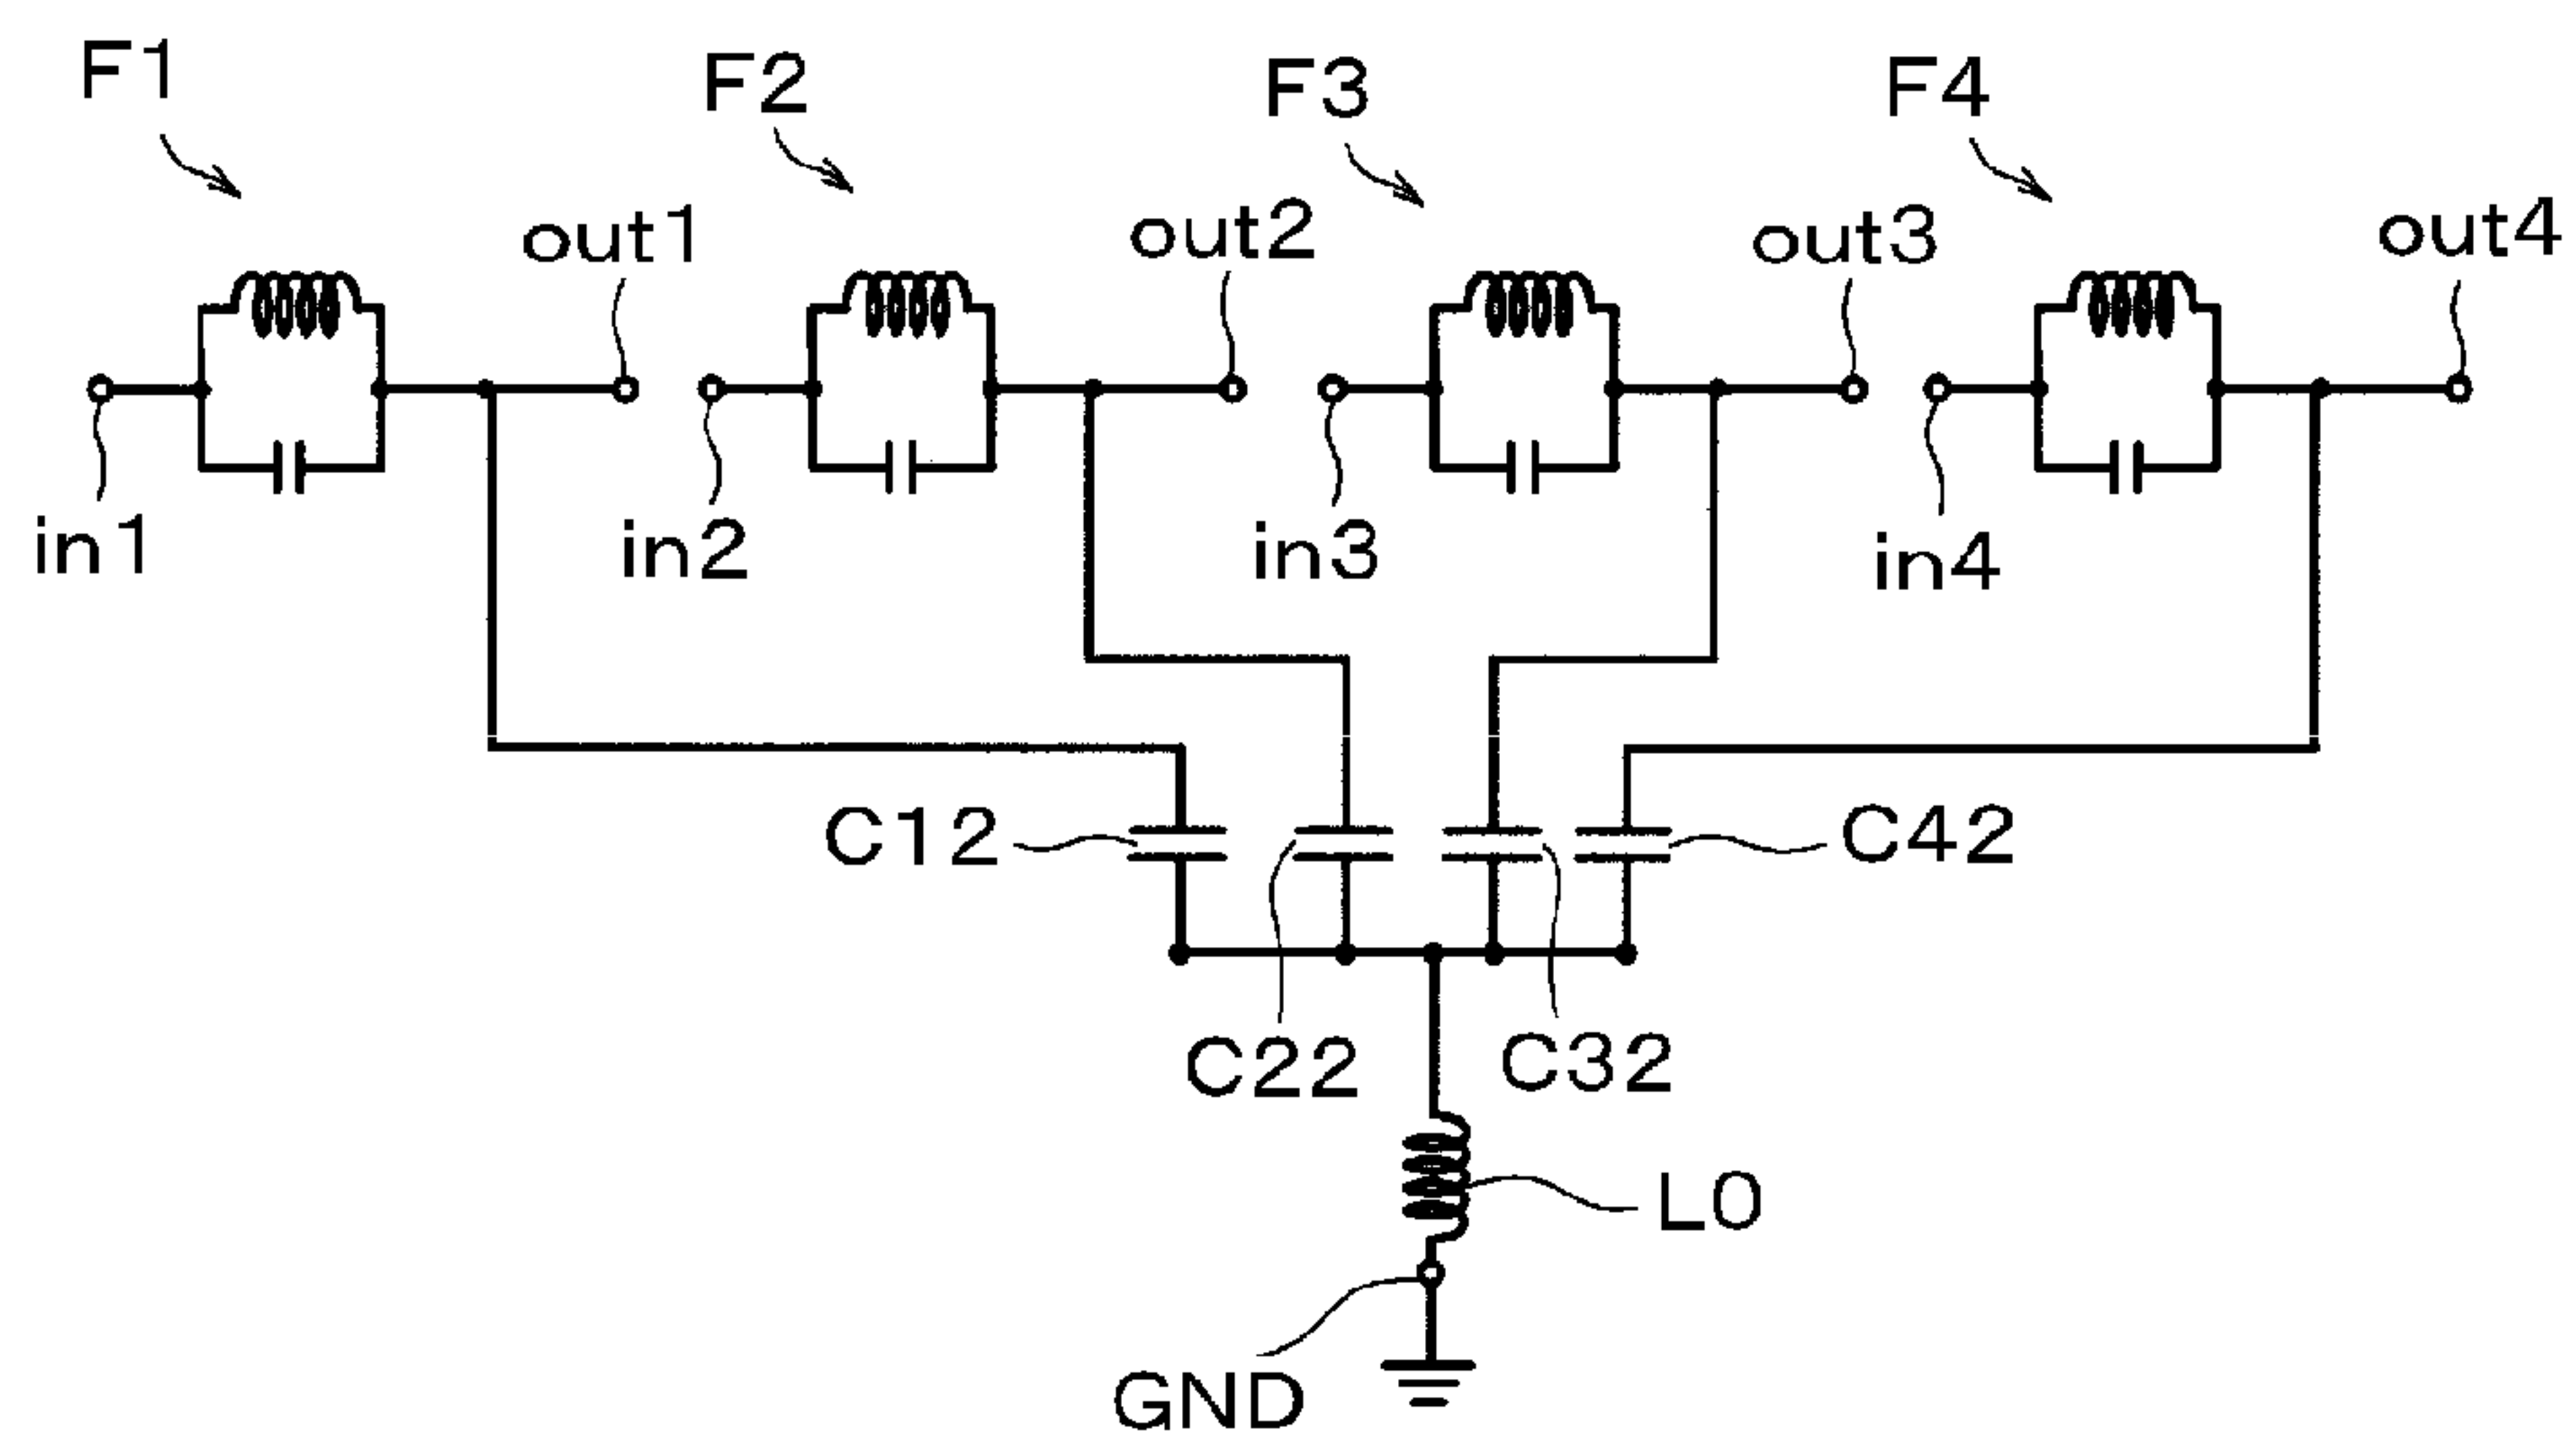 F1
F2
F3
F4
out1
out2
out3
out4
in1
in2
in3
in4
C12
C42
C22
C32
L0
GND